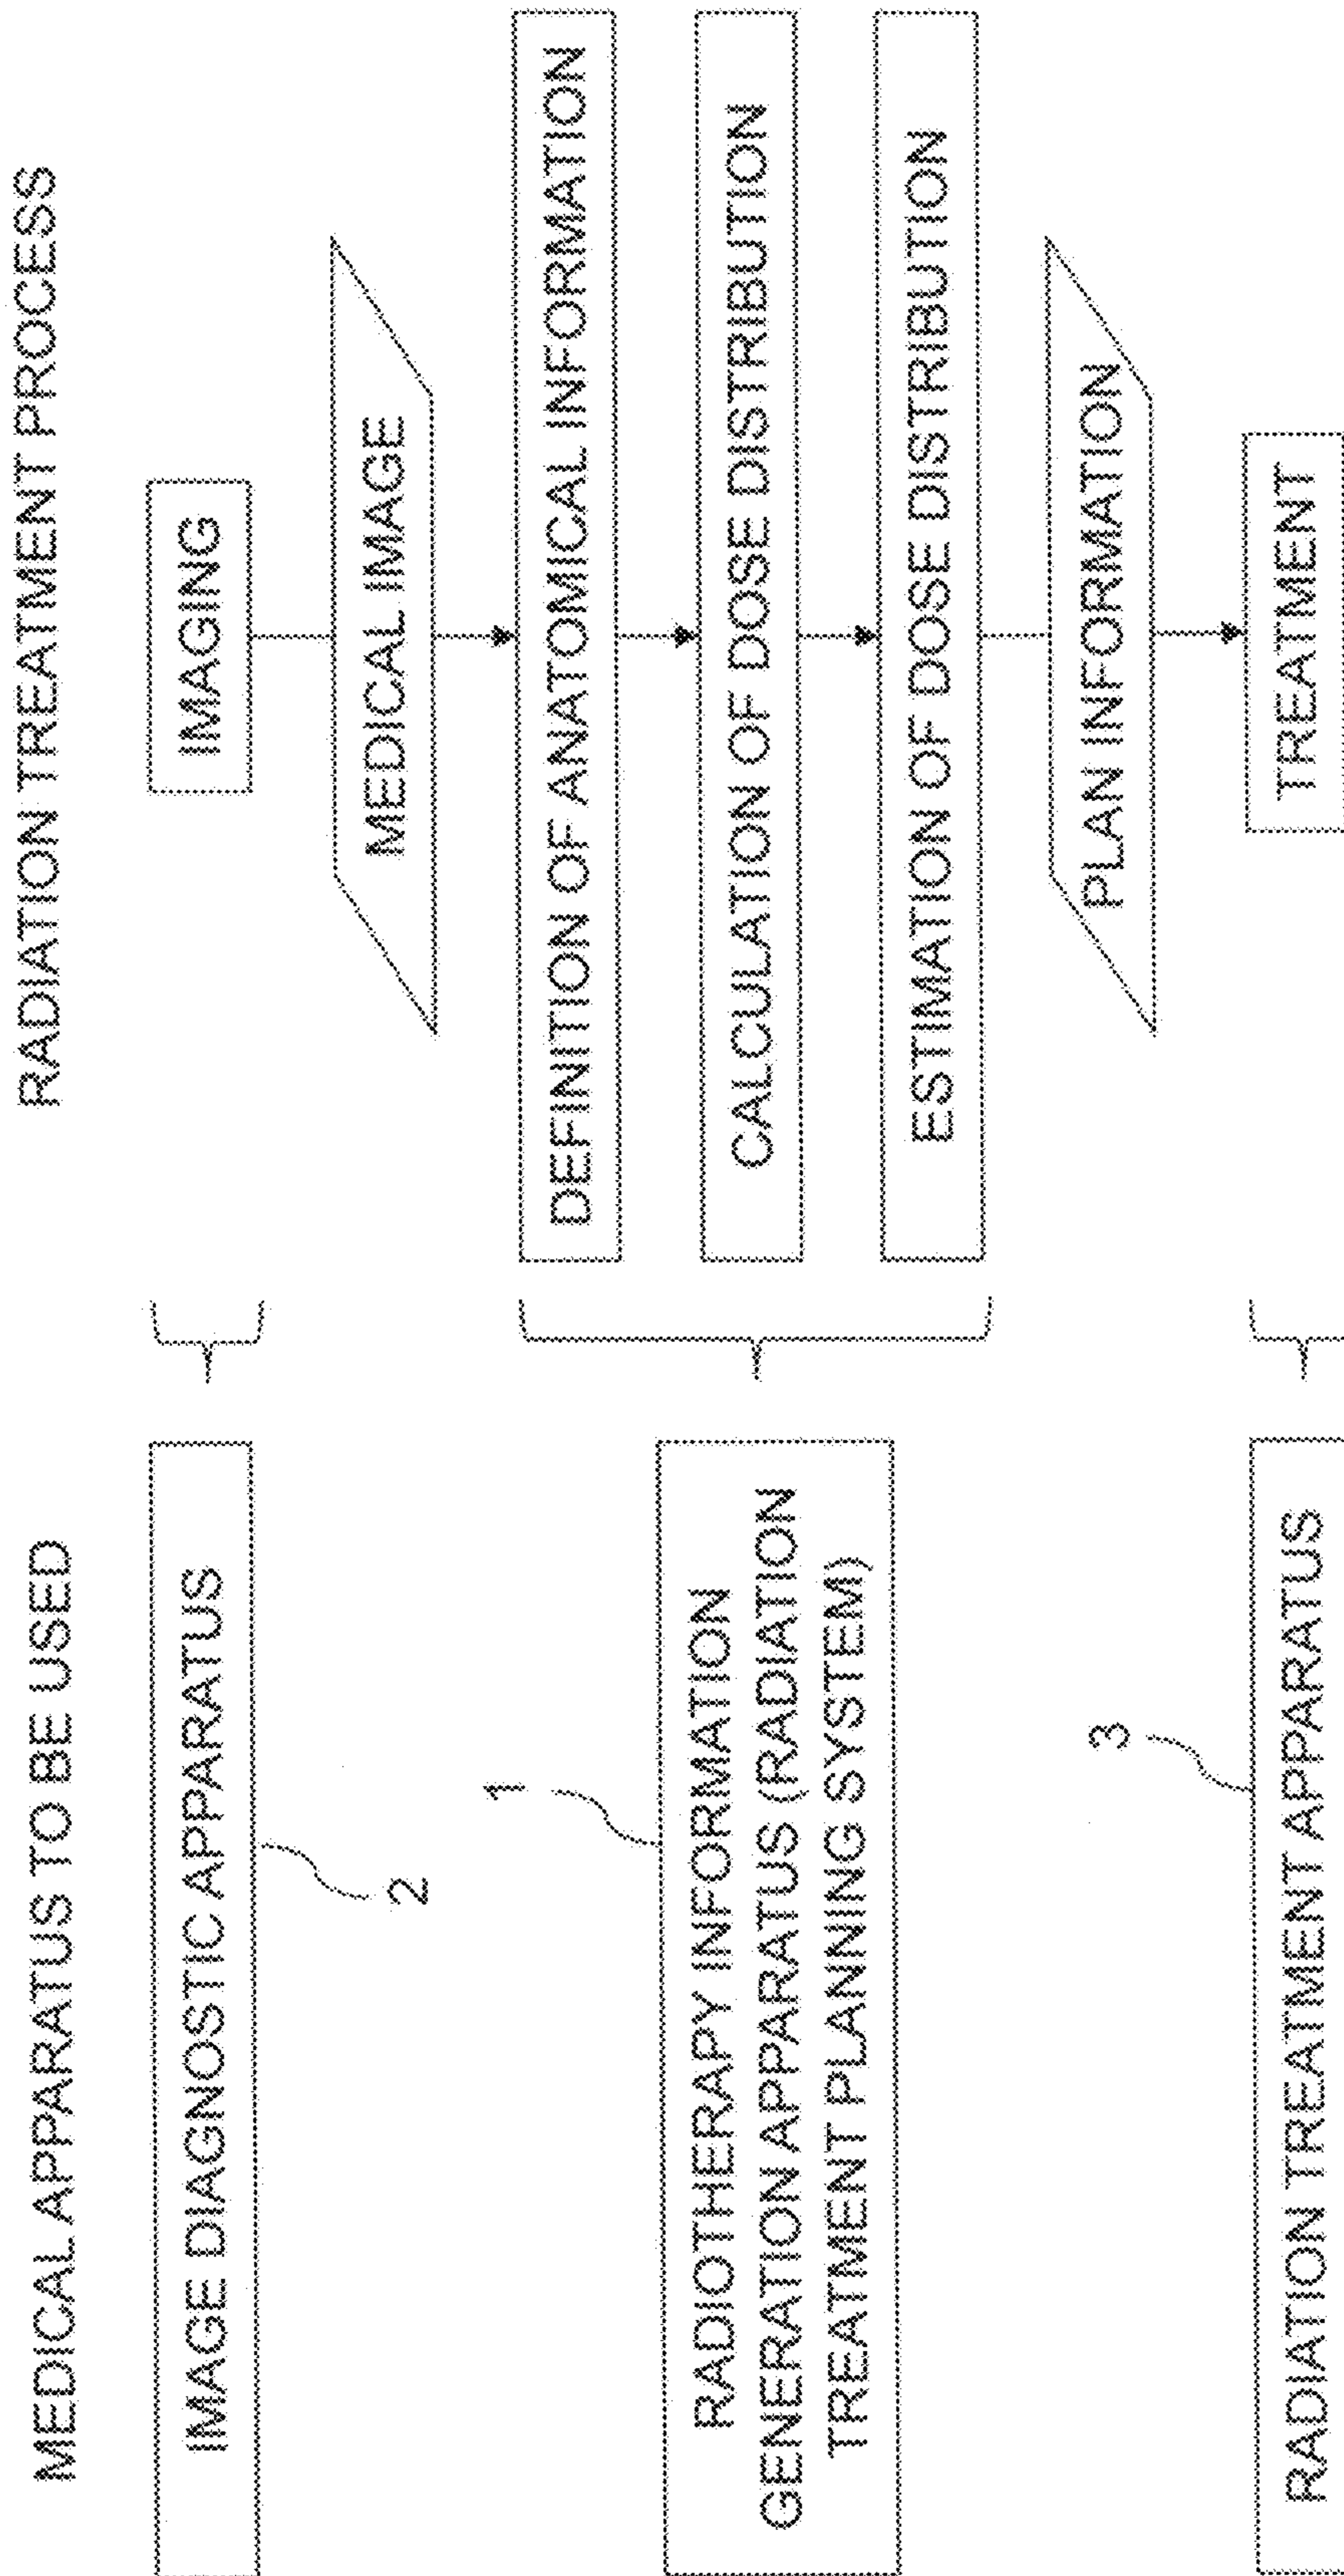 MEDICAL APPARATUS TO BE USED
RADIATION TREATMENT PROCESS
IMAGE DIAGNOSTIC APPARATUS
2
IMAGING
MEDICAL IMAGE
1
RADIOTHERAPY INFORMATION
GENERATION APPARATUS (RADIATION
TREATMENT PLANNING SYSTEM)
DEFINITION OF ANATOMICAL INFORMATION
CALCULATION OF DOSE DISTRIBUTION
ESTIMATION OF DOSE DISTRIBUTION
PLAN INFORMATION
3
RADIATION TREATMENT APPARATUS
TREATMENT